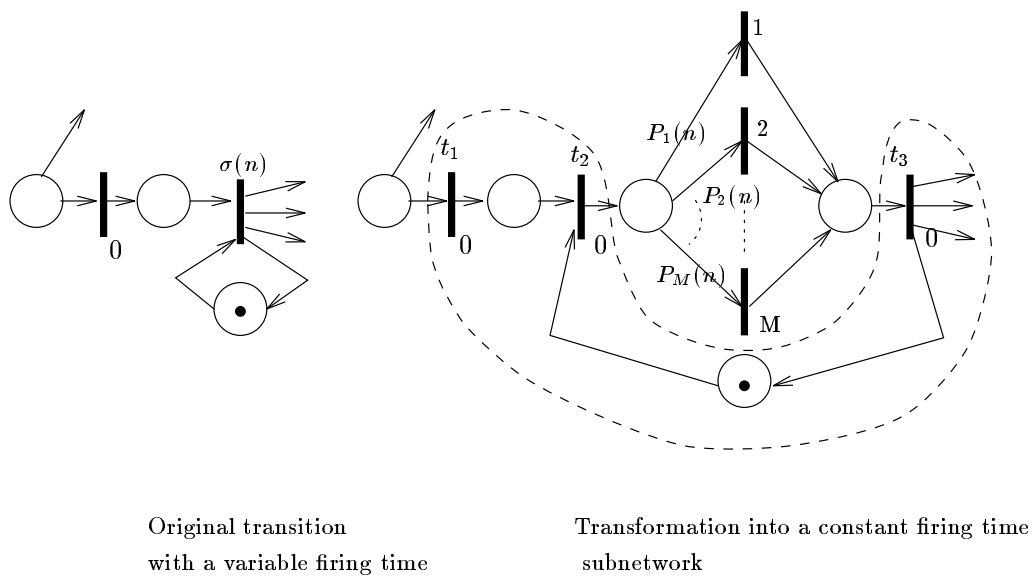 σ(n)
0
t₁
0
t₂
0
P₁(n)
1
2
P₂(n)
P_M(n)
M
t₃
0
Original transition
with a variable firing time
Transformation into a constant firing time
subnetwork